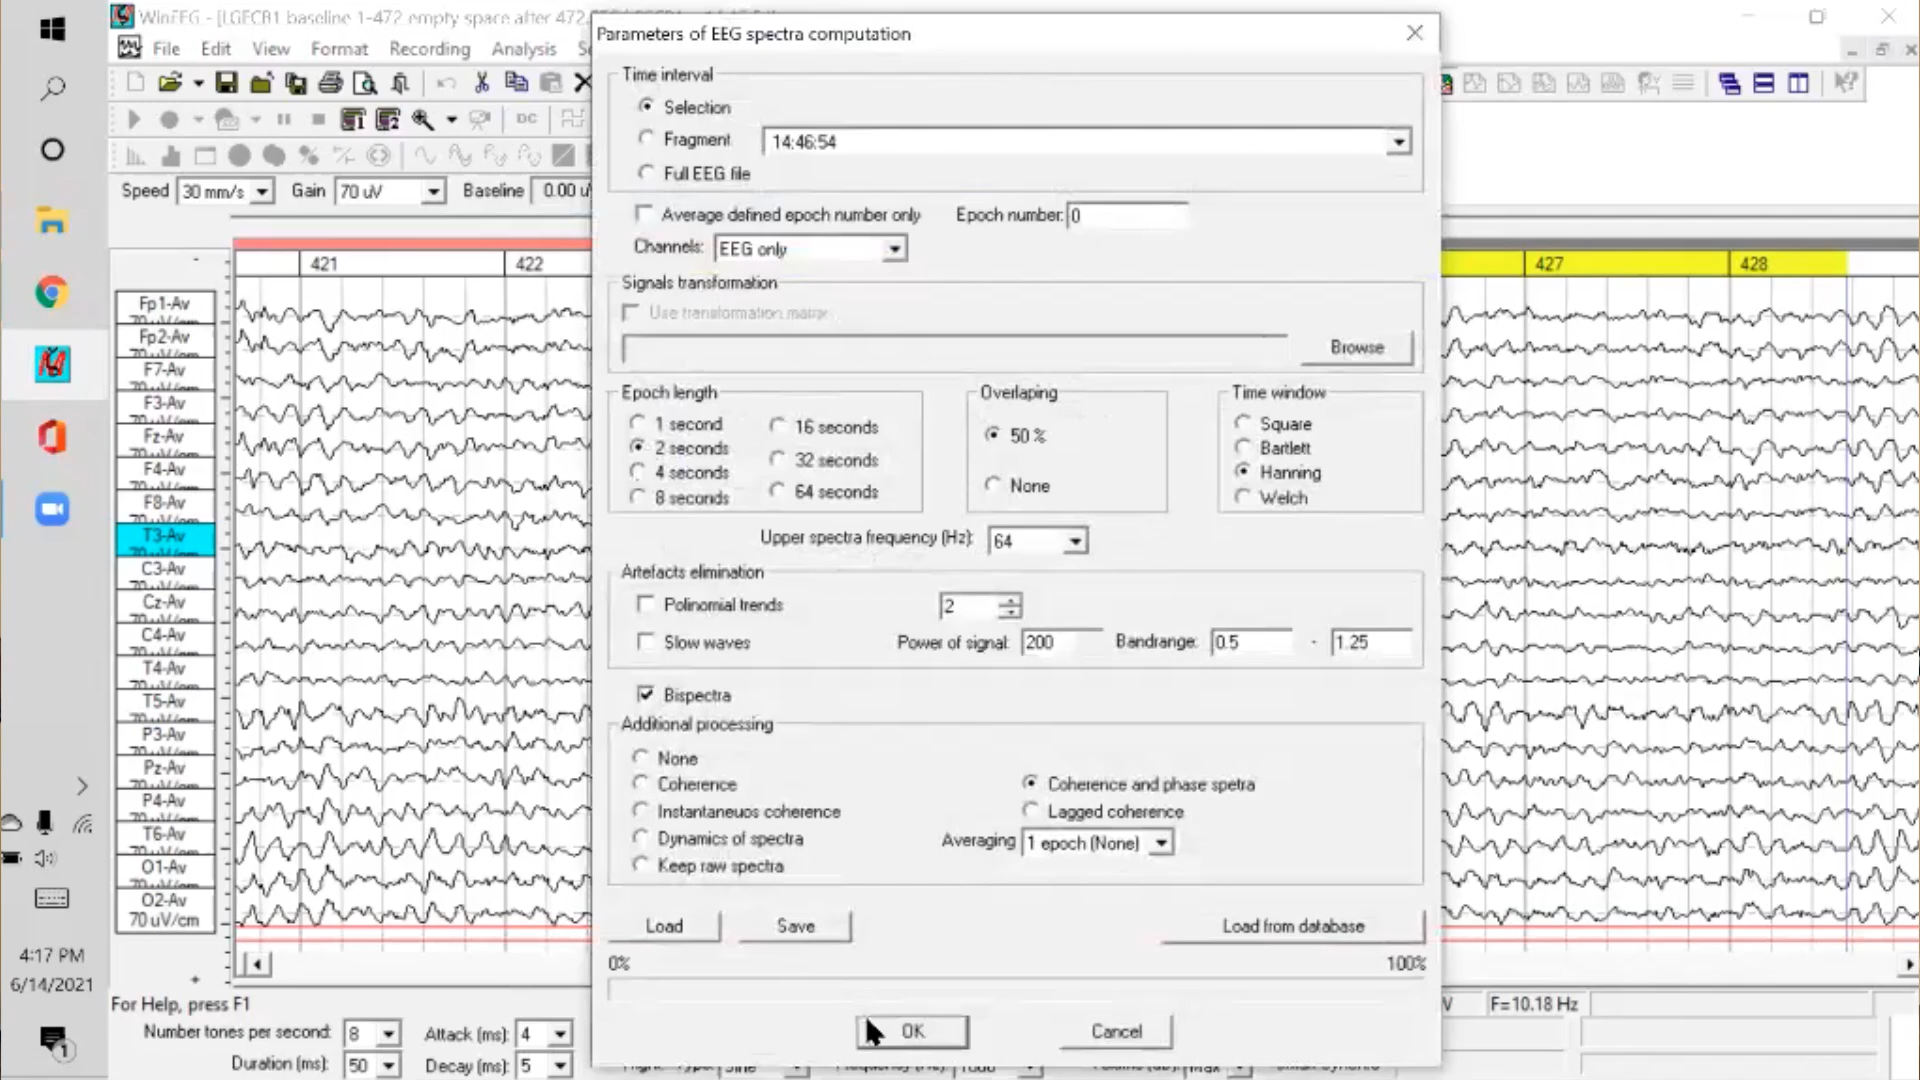 WinEEG - [LGECB1 baseline 1-472 empty space after 472
Parameters of EEG spectra computation
File Edit View Format Recording Analysis
Time interval
Selection
Fragment 14:46:54
Full EEG file
DC
Speed 30 mm/s Gain 70 uV Baseline 0.00 u
Average defined epoch number only Epoch number: 0
Channels: EEG only
421 422 427 428
Signals transformation
Use transformation matrix
Browse
Epoch length
1 second
2 seconds
4 seconds
8 seconds
16 seconds
32 seconds
64 seconds
Overlaping
50 %
None
Time window
Square
Bartlett
Hanning
Welch
Upper spectra frequency (Hz): 64
Artefacts elimination
Polinomial trends 2
Slow waves Power of signal: 200 Bandrange: 0.5 - 1.25
Bispectra
Additional processing
None
Coherence
Instantaneuos coherence
Dynamics of spectra
Keep raw spectra
Coherence and phase spetra
Lagged coherence
Averaging 1 epoch (None)
Load Save Load from database
0% 100%
OK Cancel
Fp1-Av
Fp2-Av
F7-Av
F3-Av
Fz-Av
F4-Av
F8-Av
T3-Av
C3-Av
Cz-Av
C4-Av
T4-Av
T5-Av
P3-Av
Pz-Av
P4-Av
T6-Av
O1-Av
O2-Av
70 uV/cm
4:17 PM
6/14/2021
1
For Help, press F1
V F=10.18 Hz
Number tones per second: 8 Attack (ms): 4
Duration (ms): 50 Decay (ms): 5